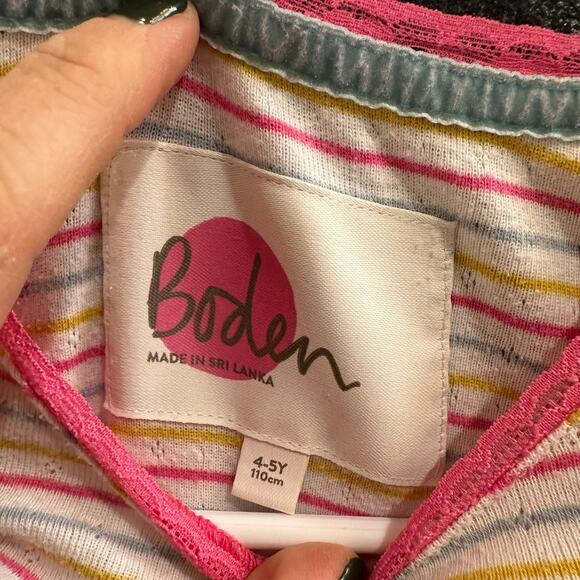 Boden
MADE IN SRI LANKA
4-5Y
110cm